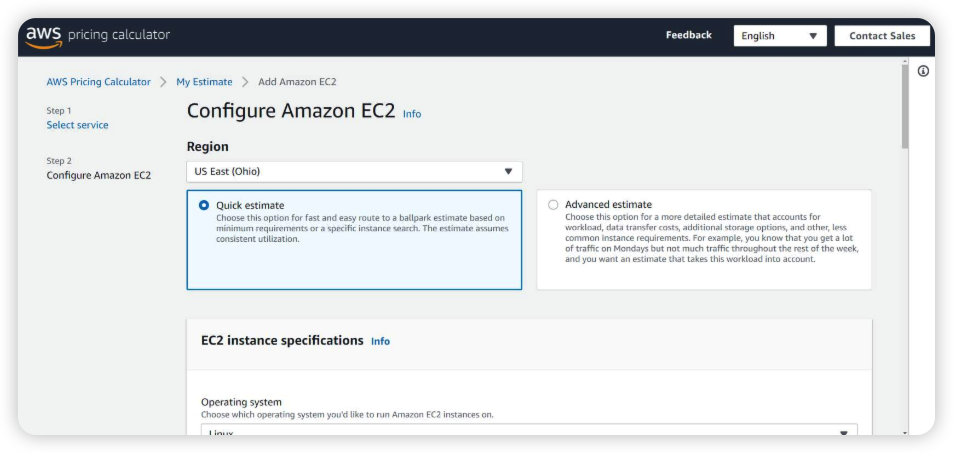 aws pricing calculator
Feedback
English
Contact Sales
AWS Pricing Calculator > My Estimate > Add Amazon EC2
Step 1
Select service
Step 2
Configure Amazon EC2
Configure Amazon EC2 Info
Region
US East (Ohio)
Quick estimate
Choose this option for fast and easy route to a ballpark estimate based on
minimum requirements or a specific instance search. The estimate assumes
consistent utilization.
Advanced estimate
Choose this option for a more detailed estimate that accounts for
workload, data transfer costs, additional storage options, and other, less
common instance requirements. For example, you know that you get a lot
of traffic on Mondays but not much traffic throughout the rest of the week,
and you want an estimate that takes this workload into account.
EC2 instance specifications Info
Operating system
Choose which operating system you'd like to run Amazon EC2 instances on.
Linux